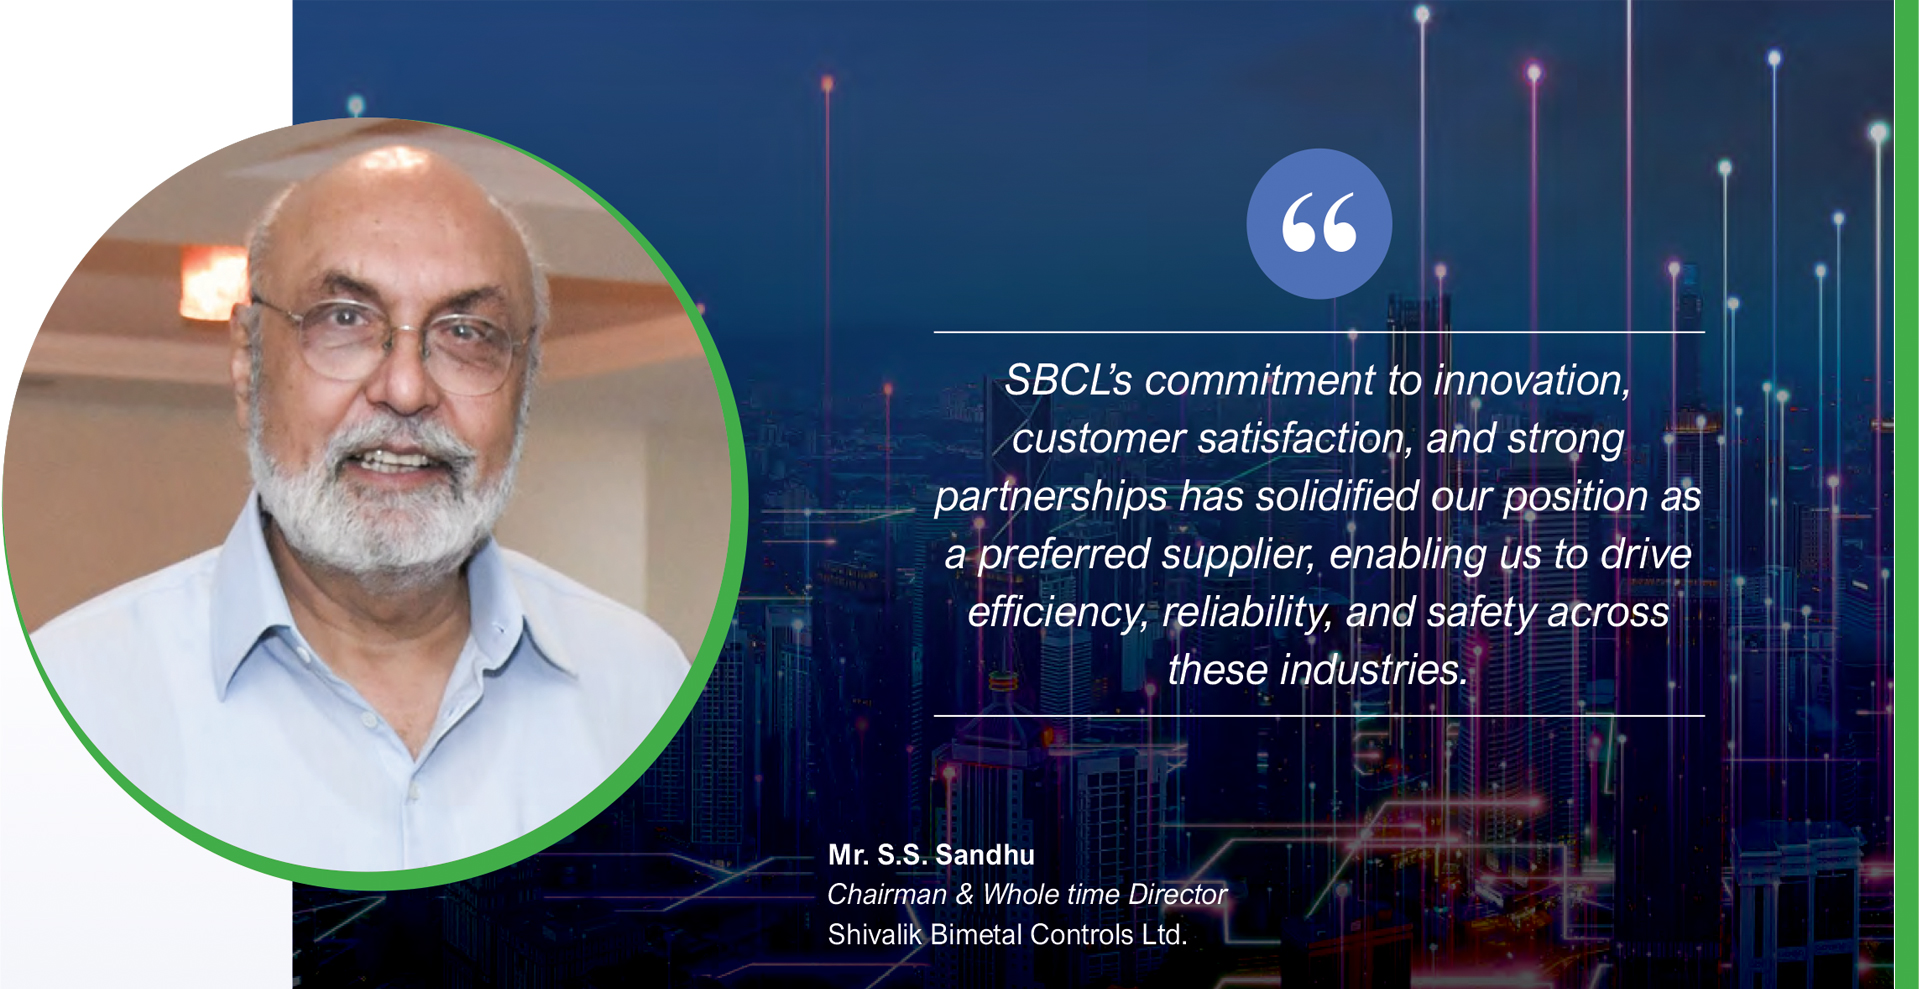 “
SBCL’s commitment to innovation,
customer satisfaction, and strong
partnerships has solidified our position as
a preferred supplier, enabling us to drive
efficiency, reliability, and safety across
these industries.
Mr. S.S. Sandhu
Chairman & Whole time Director
Shivalik Bimetal Controls Ltd.